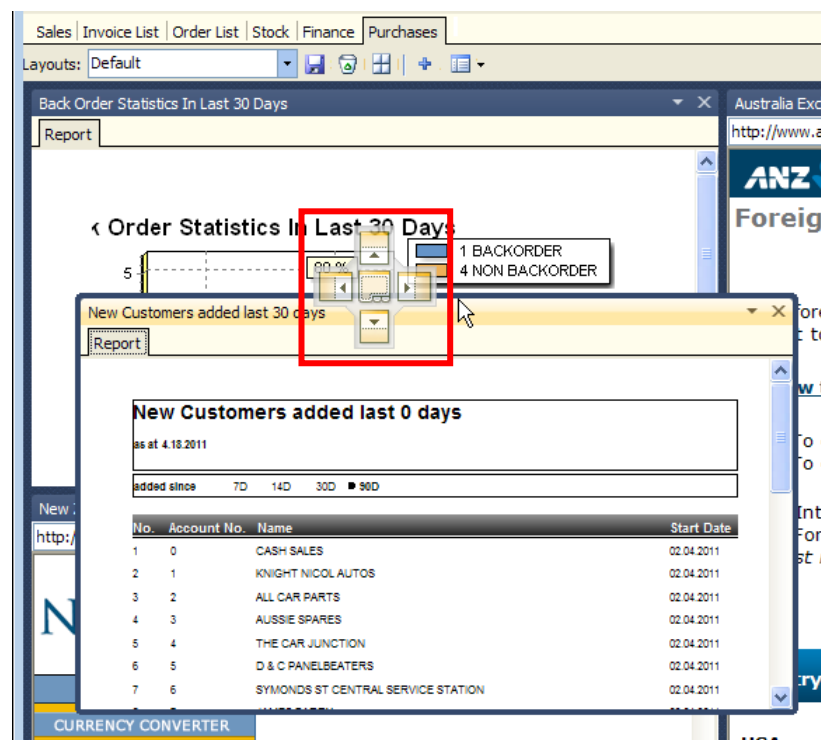 Sales Invoice List Order List Stock Finance Purchases
Layouts: Default
Back Order Statistics In Last 30 Days
Australia Exc
Report
http://www.a
ANZ
Foreig
k Order Statistics In Last 30 Days
1 BACKORDER
4 NON BACKORDER
80 %
5
New Customers added last 30 days
Report
New Customers added last 0 days
as at 4.18.2011
added since 7D 14D 30D 90D
No. Account No. Name Start Date
1 0 CASH SALES 02.04.2011
2 1 KNIGHT NICOL AUTOS 02.04.2011
3 2 ALL CAR PARTS 02.04.2011
4 3 AUSSIE SPARES 02.04.2011
5 4 THE CAR JUNCTION 02.04.2011
6 5 D & C PANELBEATERS 02.04.2011
7 6 SYMONDS ST CENTRAL SERVICE STATION 02.04.2011
New
http:/
N
CURRENCY CONVERTER
To
To
Int
For